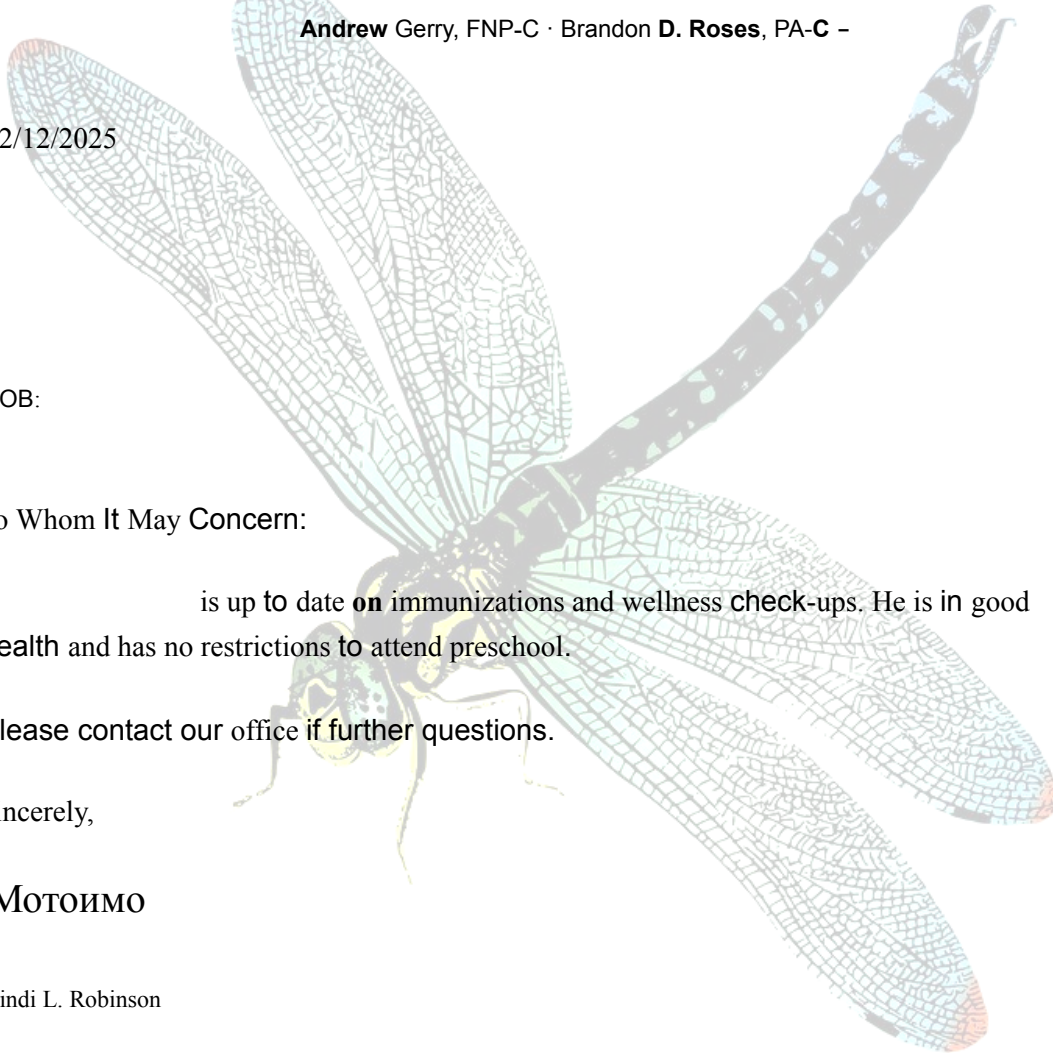 Andrew Gerry, FNP-C · Brandon D. Roses, PA-C –
2/12/2025
OB:
o Whom It May Concern:
is up to date on immunizations and wellness check-ups. He is in good
ealth and has no restrictions to attend preschool.
lease contact our office if further questions.
incerely,
Мотоимо
indi L. Robinson